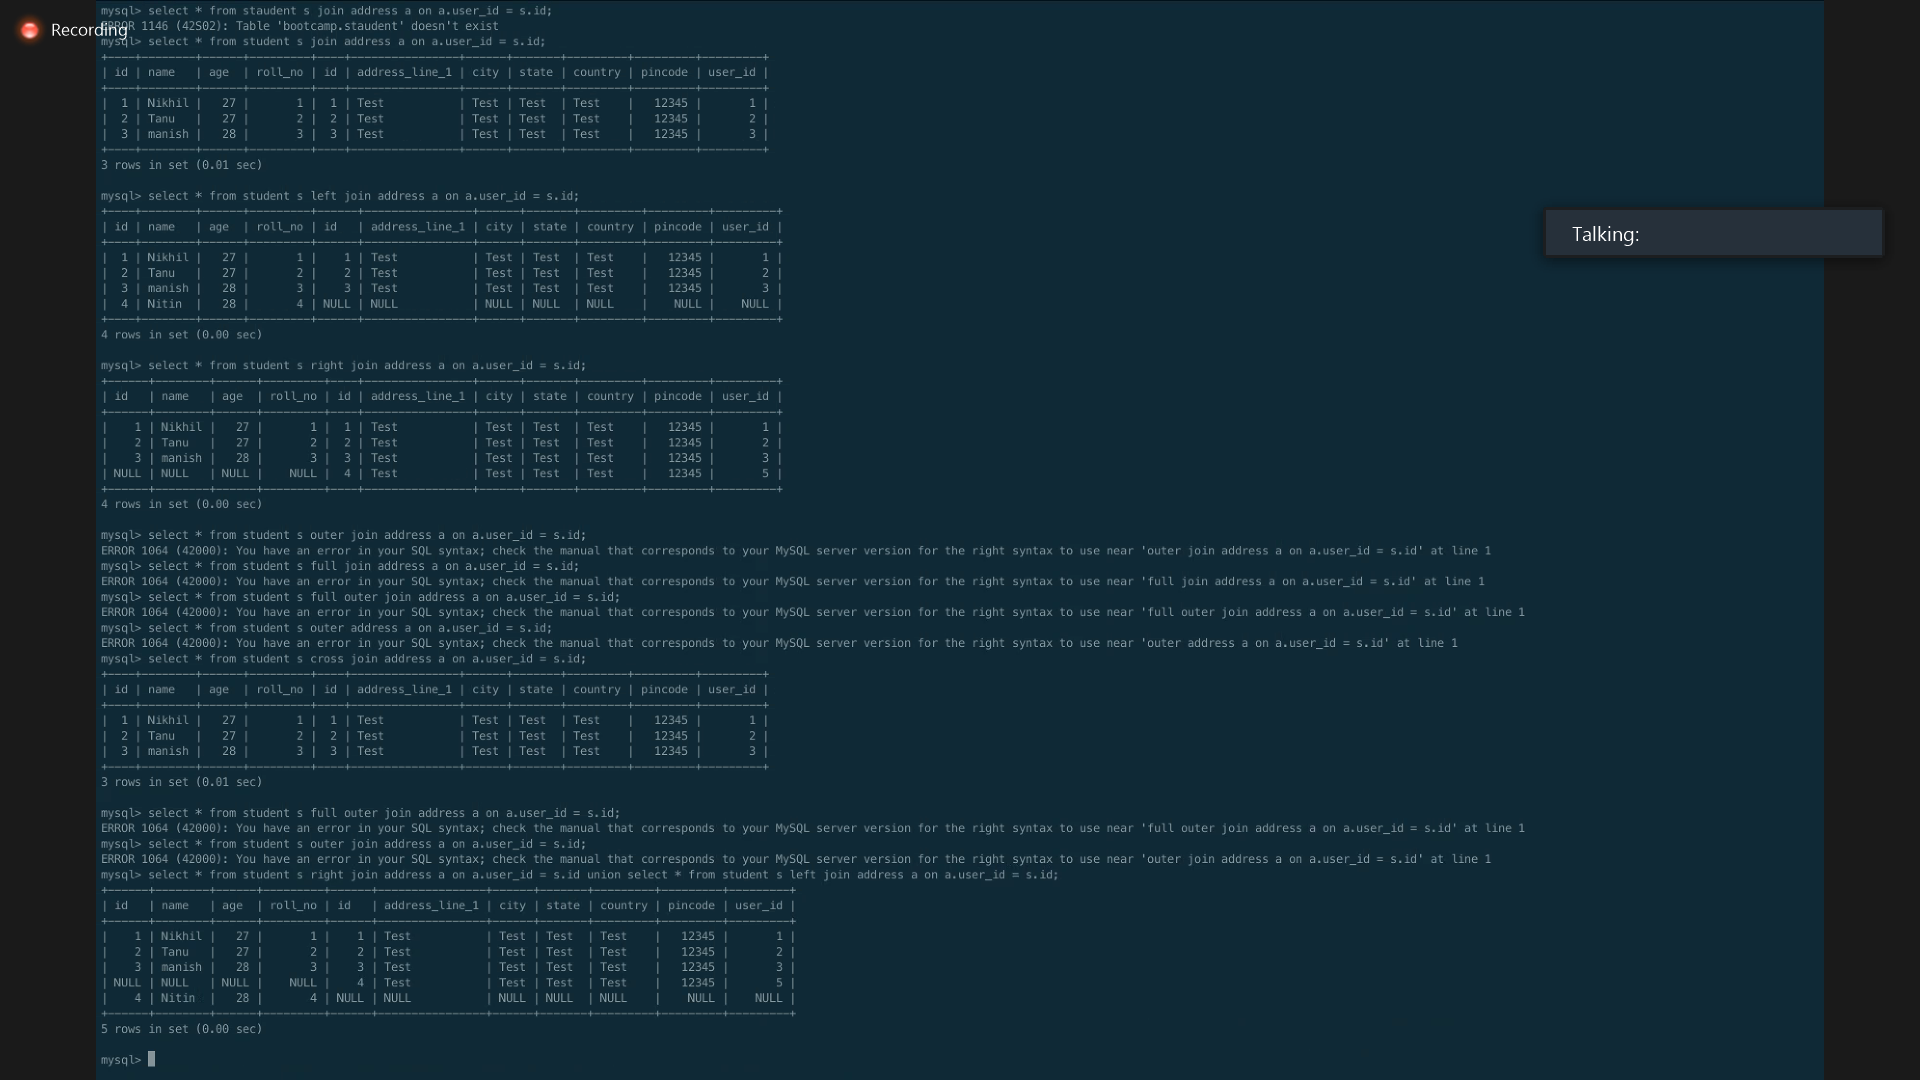 mysql> select * from staudent s join address a on a.user_id = s.id;
ERROR 1146 (42S02): Table 'bootcamp.staudent' doesn't exist
Recording
mysql> select * from student s join address a on a.user_id = s.id;
| id | name | age | roll_no | id | address_line_1 | city | state | country | pincode | user_id |
| 1 | Nikhil | 27 | 1 | 1 | Test | Test | Test | Test | 12345 | 1 |
| 2 | Tanu | 27 | 2 | 2 | Test | Test | Test | Test | 12345 | 2 |
| 3 | manish | 28 | 3 | 3 | Test | Test | Test | Test | 12345 | 3 |
3 rows in set (0.01 sec)
mysql> select * from student s left join address a on a.user_id = s.id;
| id | name | age | roll_no | id | address_line_1 | city | state | country | pincode | user_id |
Talking:
| 1 | Nikhil | 27 | 1 | 1 | Test | Test | Test | Test | 12345 | 1 |
| 2 | Tanu | 27 | 2 | 2 | Test | Test | Test | Test | 12345 | 2 |
| 3 | manish | 28 | 3 | 3 | Test | Test | Test | Test | 12345 | 3 |
| 4 | Nitin | 28 | 4 | NULL | NULL | NULL | NULL | NULL | NULL | NULL |
4 rows in set (0.00 sec)
mysql> select * from student s right join address a on a.user_id = s.id;
| id | name | age | roll_no | id | address_line_1 | city | state | country | pincode | user_id |
| 1 | Nikhil | 27 | 1 | 1 | Test | Test | Test | Test | 12345 | 1 |
| 2 | Tanu | 27 | 2 | 2 | Test | Test | Test | Test | 12345 | 2 |
| 3 | manish | 28 | 3 | 3 | Test | Test | Test | Test | 12345 | 3 |
| NULL | NULL | NULL | NULL | 4 | Test | Test | Test | Test | 12345 | 5 |
4 rows in set (0.00 sec)
mysql> select * from student s outer join address a on a.user_id = s.id;
ERROR 1064 (42000): You have an error in your SQL syntax; check the manual that corresponds to your MySQL server version for the right syntax to use near 'outer join address a on a.user_id = s.id' at line 1
mysql> select * from student s full join address a on a.user_id = s.id;
ERROR 1064 (42000): You have an error in your SQL syntax; check the manual that corresponds to your MySQL server version for the right syntax to use near 'full join address a on a.user_id = s.id' at line 1
mysql> select * from student s full outer join address a on a.user_id = s.id;
ERROR 1064 (42000): You have an error in your SQL syntax; check the manual that corresponds to your MySQL server version for the right syntax to use near 'full outer join address a on a.user_id = s.id' at line 1
mysql> select * from student s outer address a on a.user_id = s.id;
ERROR 1064 (42000): You have an error in your SQL syntax; check the manual that corresponds to your MySQL server version for the right syntax to use near 'outer address a on a.user_id = s.id' at line 1
mysql> select * from student s cross join address a on a.user_id = s.id;
| id | name | age | roll_no | id | address_line_1 | city | state | country | pincode | user_id |
| 1 | Nikhil | 27 | 1 | 1 | Test | Test | Test | Test | 12345 | 1 |
| 2 | Tanu | 27 | 2 | 2 | Test | Test | Test | Test | 12345 | 2 |
| 3 | manish | 28 | 3 | 3 | Test | Test | Test | Test | 12345 | 3 |
3 rows in set (0.01 sec)
mysql> select * from student s full outer join address a on a.user_id = s.id;
ERROR 1064 (42000): You have an error in your SQL syntax; check the manual that corresponds to your MySQL server version for the right syntax to use near 'full outer join address a on a.user_id = s.id' at line 1
mysql> select * from student s outer join address a on a.user_id = s.id;
ERROR 1064 (42000): You have an error in your SQL syntax; check the manual that corresponds to your MySQL server version for the right syntax to use near 'outer join address a on a.user_id = s.id' at line 1
mysql> select * from student s right join address a on a.user_id = s.id union select * from student s left join address a on a.user_id = s.id;
| id | name | age | roll_no | id | address_line_1 | city | state | country | pincode | user_id |
| 1 | Nikhil | 27 | 1 | 1 | Test | Test | Test | Test | 12345 | 1 |
| 2 | Tanu | 27 | 2 | 2 | Test | Test | Test | Test | 12345 | 2 |
| 3 | manish | 28 | 3 | 3 | Test | Test | Test | Test | 12345 | 3 |
| NULL | NULL | NULL | NULL | 4 | Test | Test | Test | Test | 12345 | 5 |
| 4 | Nitin | 28 | 4 | NULL | NULL | NULL | NULL | NULL | NULL | NULL |
5 rows in set (0.00 sec)
mysql>